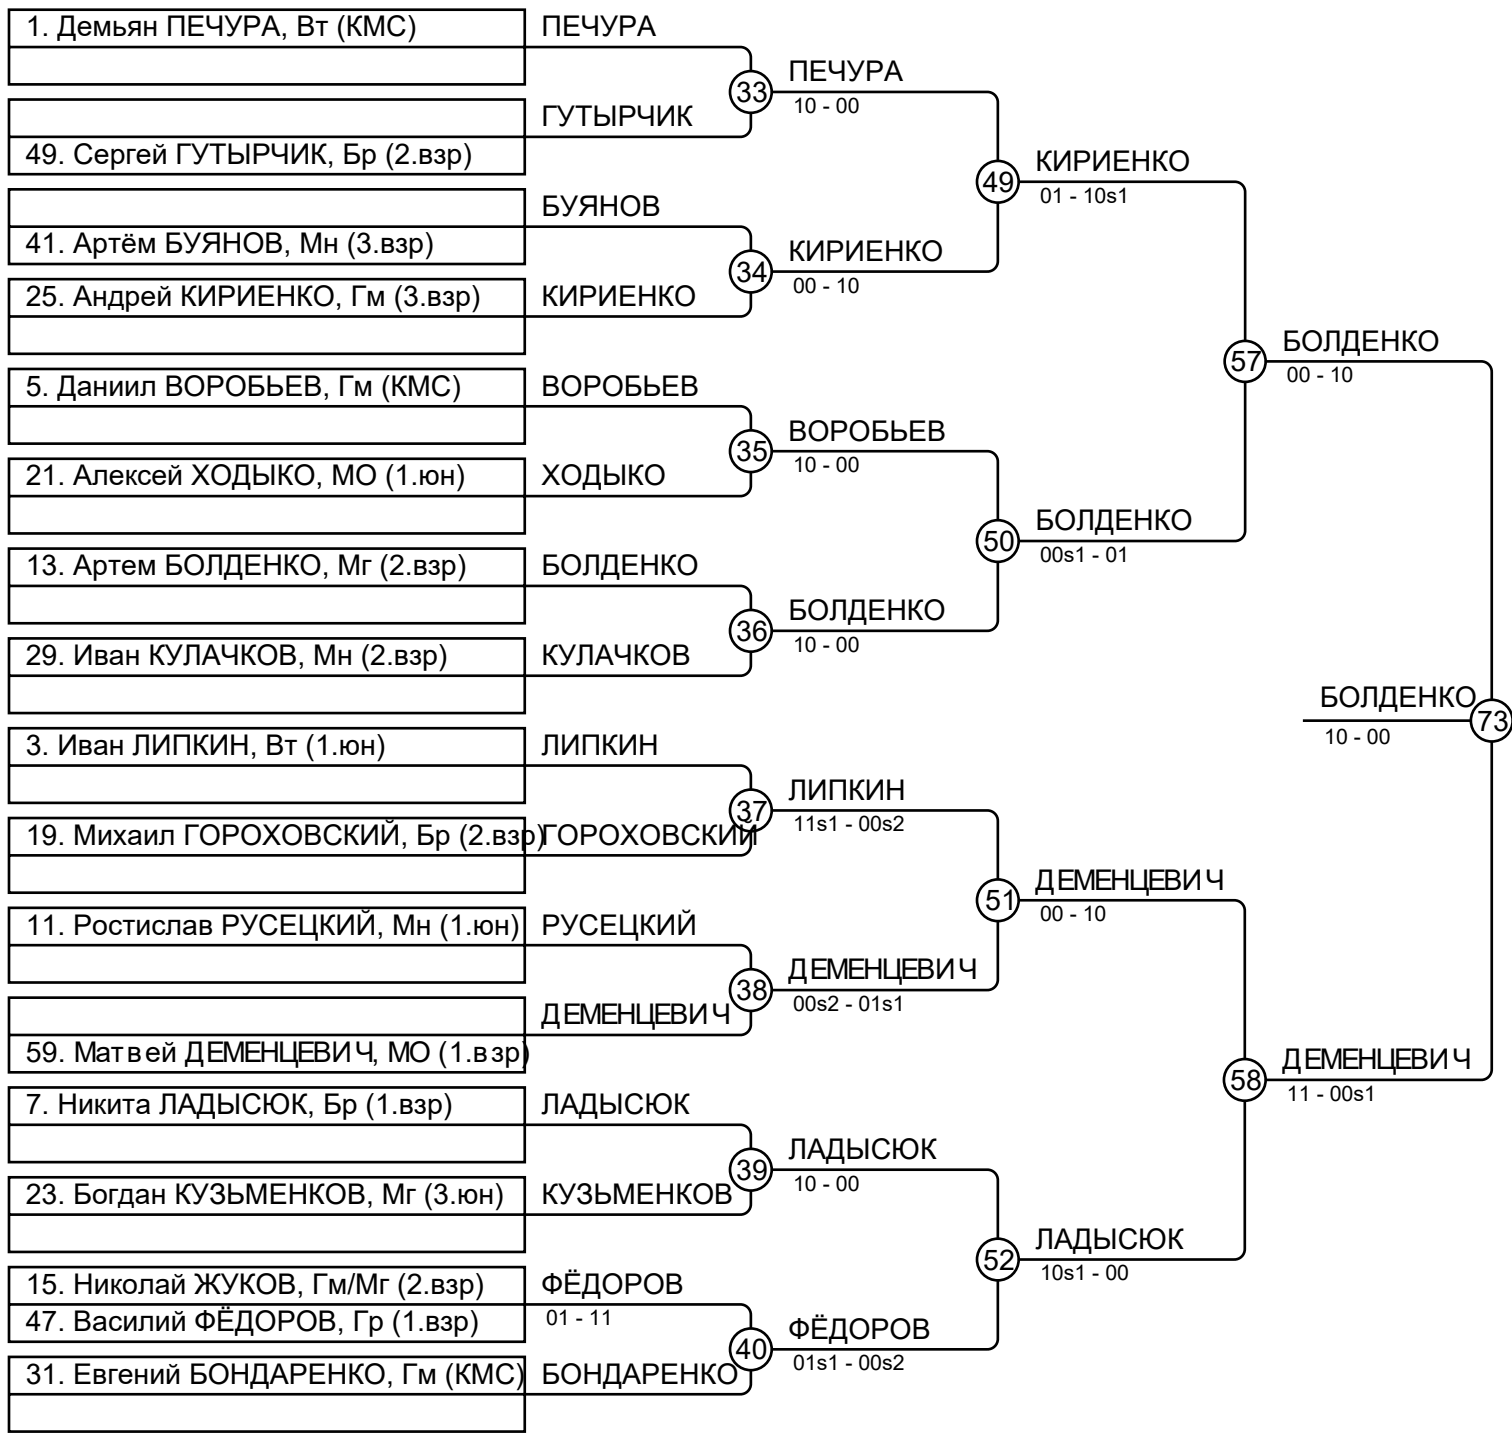 1. Демьян ПЕЧУРА, Вт (КМС)
ПЕЧУРА
33
ПЕЧУРА
10 - 00
ГУТЫРЧИК
49. Сергей ГУТЫРЧИК, Бр (2.взр)
49
КИРИЕНКО
01 - 10s1
БУЯНОВ
41. Артём БУЯНОВ, Мн (3.взр)
34
КИРИЕНКО
00 - 10
25. Андрей КИРИЕНКО, Гм (3.взр)
КИРИЕНКО
57
БОЛДЕНКО
00 - 10
5. Даниил ВОРОБЬЕВ, Гм (КМС)
ВОРОБЬЕВ
35
ВОРОБЬЕВ
10 - 00
21. Алексей ХОДЫКО, МО (1.юн)
ХОДЫКО
50
БОЛДЕНКО
00s1 - 01
13. Артем БОЛДЕНКО, Мг (2.взр)
БОЛДЕНКО
36
БОЛДЕНКО
10 - 00
29. Иван КУЛАЧКОВ, Мн (2.взр)
КУЛАЧКОВ
БОЛДЕНКО
73
10 - 00
3. Иван ЛИПКИН, Вт (1.юн)
ЛИПКИН
37
ЛИПКИН
11s1 - 00s2
19. Михаил ГОРОХОВСКИЙ, Бр (2.взр)
ГОРОХОВСКИЙ
51
ДЕМЕНЦЕВИЧ
00 - 10
11. Ростислав РУСЕЦКИЙ, Мн (1.юн)
РУСЕЦКИЙ
38
ДЕМЕНЦЕВИЧ
00s2 - 01s1
ДЕМЕНЦЕВИЧ
59. Матвей ДЕМЕНЦЕВИЧ, МО (1.взр)
58
ДЕМЕНЦЕВИЧ
11 - 00s1
7. Никита ЛАДЫСЮК, Бр (1.взр)
ЛАДЫСЮК
39
ЛАДЫСЮК
10 - 00
23. Богдан КУЗЬМЕНКОВ, Мг (3.юн)
КУЗЬМЕНКОВ
52
ЛАДЫСЮК
10s1 - 00
15. Николай ЖУКОВ, Гм/Мг (2.взр)
ФЁДОРОВ
47. Василий ФЁДОРОВ, Гр (1.взр)
01 - 11
40
ФЁДОРОВ
01s1 - 00s2
31. Евгений БОНДАРЕНКО, Гм (КМС)
БОНДАРЕНКО